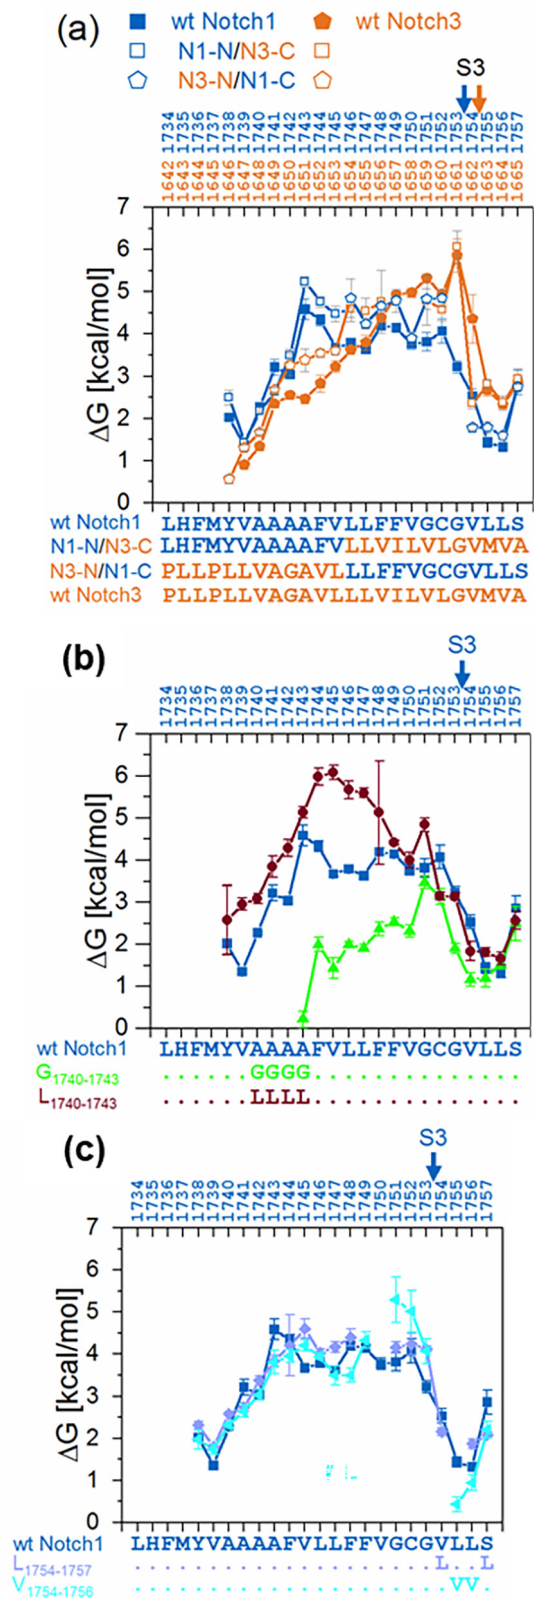 (a)
wt Notch1 wt Notch3
N1-N/N3-C
N3-N/N1-C
S3
1734 1735 1736 1737 1738 1739 1740 1741 1742 1743 1744 1745 1746 1747 1748 1749 1750 1751 1752 1753 1754 1755 1756 1757
1642 1643 1644 1645 1646 1647 1648 1649 1650 1651 1652 1653 1654 1655 1656 1657 1658 1659 1660 1661 1662 1663 1664 1665
7
6
5
4
3
2
1
0
ΔG [kcal/mol]
wt Notch1 LHFMYVAAAAFVLLFFVGCGVLLS
N1-N/N3-C LHFMYVAAAAFVLLVILVLGVMVA
N3-N/N1-C PLLPLLVAGAVLLLFFVGCGVLLS
wt Notch3 PLLPLLVAGAVLLLVILVLGVMVA
(b)
S3
1734 1735 1736 1737 1738 1739 1740 1741 1742 1743 1744 1745 1746 1747 1748 1749 1750 1751 1752 1753 1754 1755 1756 1757
7
6
5
4
3
2
1
0
ΔG [kcal/mol]
wt Notch1 LHFMYVAAAAFVLLFFVGCGVLLS
G1740-1743 ......GGGG..............
L1740-1743 ......LLLL..............
(c)
S3
1734 1735 1736 1737 1738 1739 1740 1741 1742 1743 1744 1745 1746 1747 1748 1749 1750 1751 1752 1753 1754 1755 1756 1757
7
6
5
4
3
2
1
0
ΔG [kcal/mol]
wt Notch1 LHFMYVAAAAFVLLFFVGCGVLLS
L1754-1757 ....................L..L
V1754-1756 .....................VV.